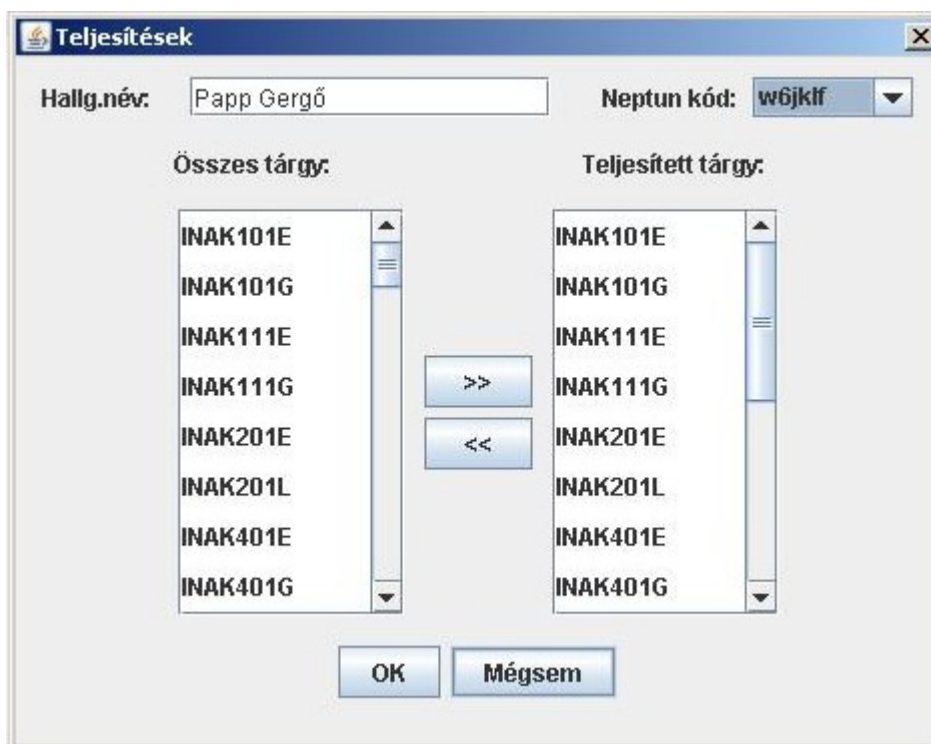 Teljesítések
Hallg.név: Papp Gergő Neptun kód: w6jklf
Összes tárgy: Teljesített tárgy:
INAK101E INAK101E
INAK101G INAK101G
INAK111E INAK111E
INAK111G INAK111G
>>
INAK201E INAK201E
<<
INAK201L INAK201L
INAK401E INAK401E
INAK401G INAK401G
OK Mégsem